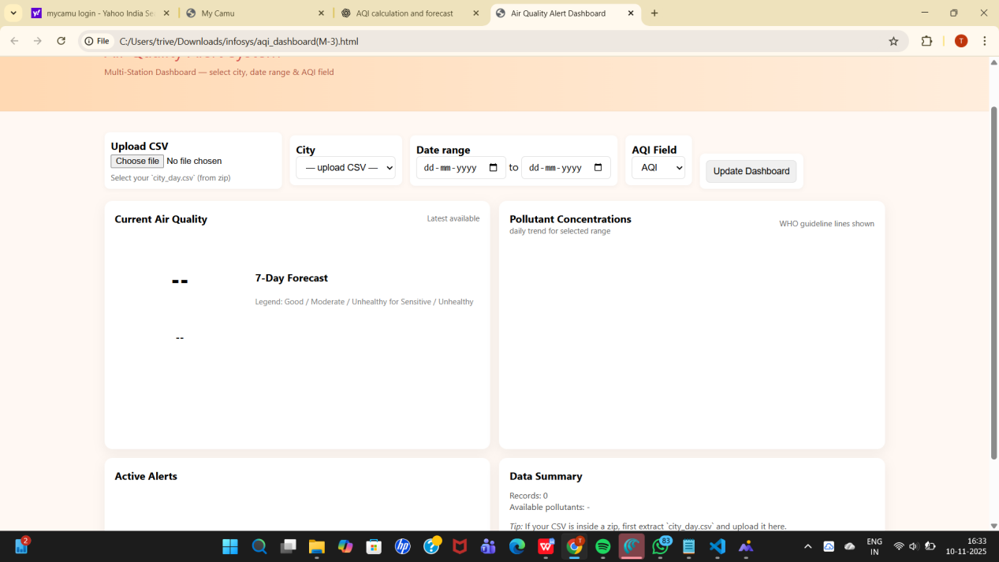 mycamu login - Yahoo India Se
My Camu
AQI calculation and forecast
Air Quality Alert Dashboard
File
C:/Users/trive/Downloads/infosys/aqi_dashboard(M-3).html
T
Air Quality Alert System
Multi-Station Dashboard — select city, date range & AQI field
Upload CSV
Choose file No file chosen
Select your `city_day.csv` (from zip)
City
— upload CSV —
Date range
dd-mm-yyyy to dd-mm-yyyy
AQI Field
AQI
Update Dashboard
Current Air Quality
Latest available
--
--
7-Day Forecast
Legend: Good / Moderate / Unhealthy for Sensitive / Unhealthy
Pollutant Concentrations
daily trend for selected range
WHO guideline lines shown
Active Alerts
Data Summary
Records: 0
Available pollutants: -
Tip: If your CSV is inside a zip, first extract `city_day.csv` and upload it here.
2
hp
T
83
ENG
IN
16:33
10-11-2025